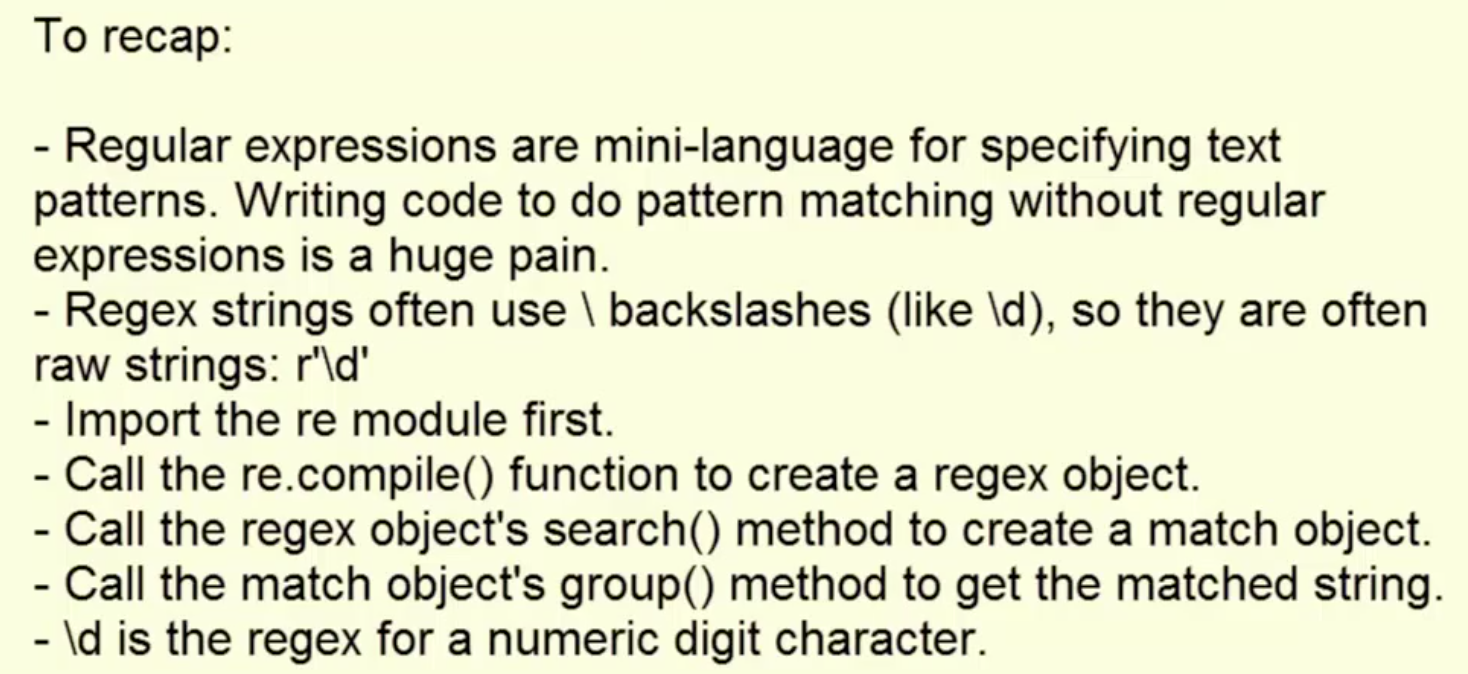 To recap:
- Regular expressions are mini-language for specifying text
patterns. Writing code to do pattern matching without regular
expressions is a huge pain.
- Regex strings often use \ backslashes (like \d), so they are often
raw strings: r'\d'
- Import the re module first.
- Call the re.compile() function to create a regex object.
- Call the regex object's search() method to create a match object.
- Call the match object's group() method to get the matched string.
- \d is the regex for a numeric digit character.